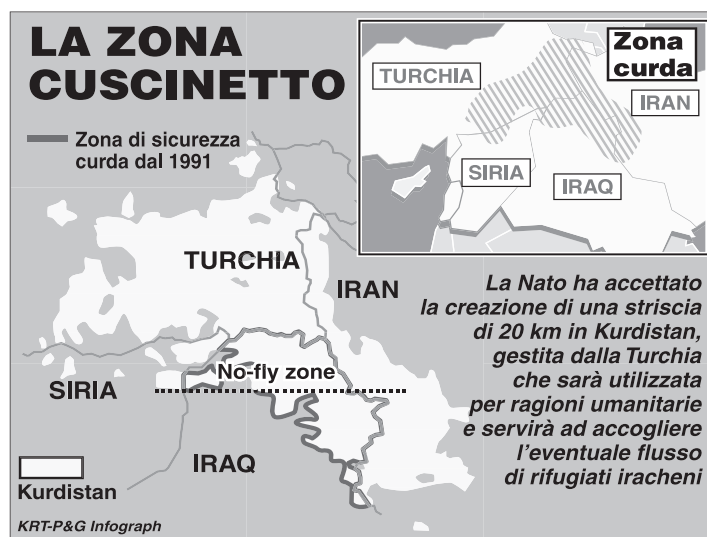 LA ZONA
CUSCINETTO
Zona di sicurezza
curda dal 1991
Zona
curda
TURCHIA
IRAN
SIRIA
IRAQ
TURCHIA
IRAN
No-fly zone
SIRIA
IRAQ
Kurdistan
La Nato ha accettato
la creazione di una striscia
di 20 km in Kurdistan,
gestita dalla Turchia
che sarà utilizzata
per ragioni umanitarie
e servirà ad accogliere
l'eventuale flusso
di rifugiati iracheni
KRT-P&G Infograph